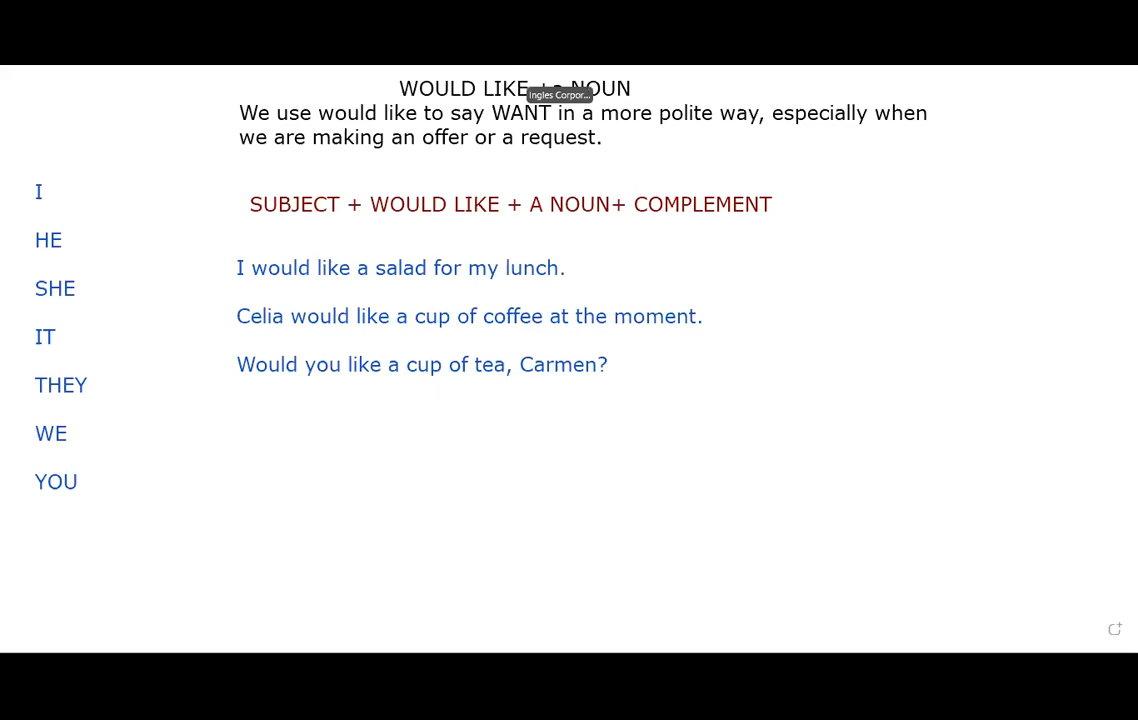 WOULD LIKE +a NOUN
Ingles Corpor...
We use would like to say WANT in a more polite way, especially when
we are making an offer or a request.
SUBJECT + WOULD LIKE + A NOUN+ COMPLEMENT
I
HE
SHE
IT
THEY
WE
YOU
I would like a salad for my lunch.
Celia would like a cup of coffee at the moment.
Would you like a cup of tea, Carmen?